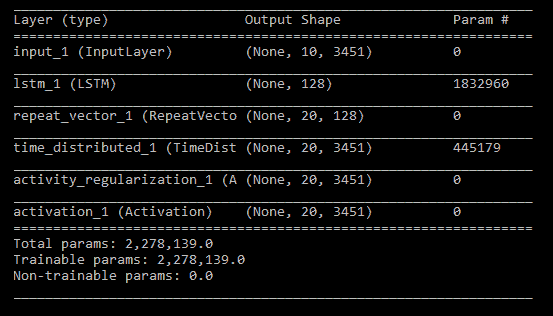 Layer (type) Output Shape Param #
input_1 (InputLayer) (None, 10, 3451) 0
lstm_1 (LSTM) (None, 128) 1832960
repeat_vector_1 (RepeatVecto (None, 20, 128) 0
time_distributed_1 (TimeDist (None, 20, 3451) 445179
activity_regularization_1 (A (None, 20, 3451) 0
activation_1 (Activation) (None, 20, 3451) 0
Total params: 2,278,139.0
Trainable params: 2,278,139.0
Non-trainable params: 0.0